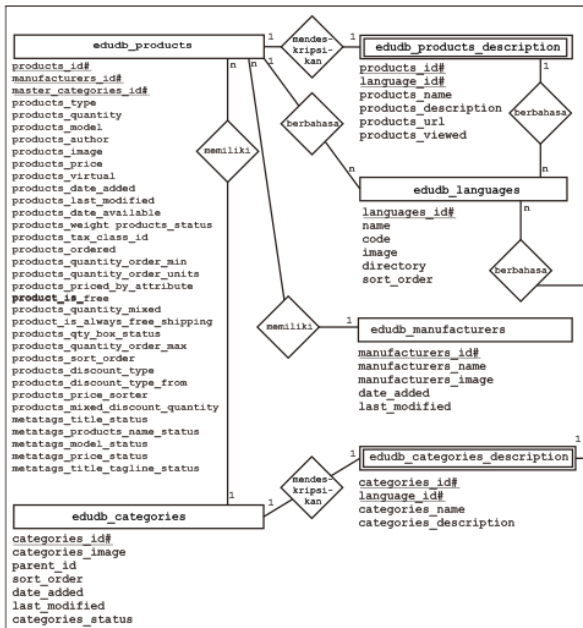 edudb_products
products_id#
manufacturers_id#
master_categories_id#
products_type
products_quantity
products_model
products_author
products_image
products_price
products_virtual
products_date_added
products_last_modified
products_date_available
products_weight products_status
products_tax_class_id
products_ordered
products_quantity_order_min
products_quantity_order_units
products_priced_by_attribute
product_is_free
products_quantity_mixed
product_is_always_free_shipping
products_qty_box_status
products_quantity_order_max
products_sort_order
products_discount_type
products_discount_type_from
products_price_sorter
products_mixed_discount_quantity
metatags_title_status
metatags_products_name_status
metatags_model_status
metatags_price_status
metatags_title_tagline_status
1
mendes-
kripsi-
kan
1
edudb_products_description
products_id#
language_id#
products_name
products_description
products_url
products_viewed
1
berbahasa
n
n
n
1
memiliki
berbahasa
n
edudb_languages
languages_id#
name
code
image
directory
sort_order
n
berbahasa
memiliki
1
edudb_manufacturers
manufacturers_id#
manufacturers_name
manufacturers_image
date_added
last_modified
1
edudb_categories
categories_id#
categories_image
parent_id
sort_order
date_added
last_modified
categories_status
1
mendes-
kripsi-
kan
1
edudb_categories_description
1
categories_id#
language_id#
categories_name
categories_description